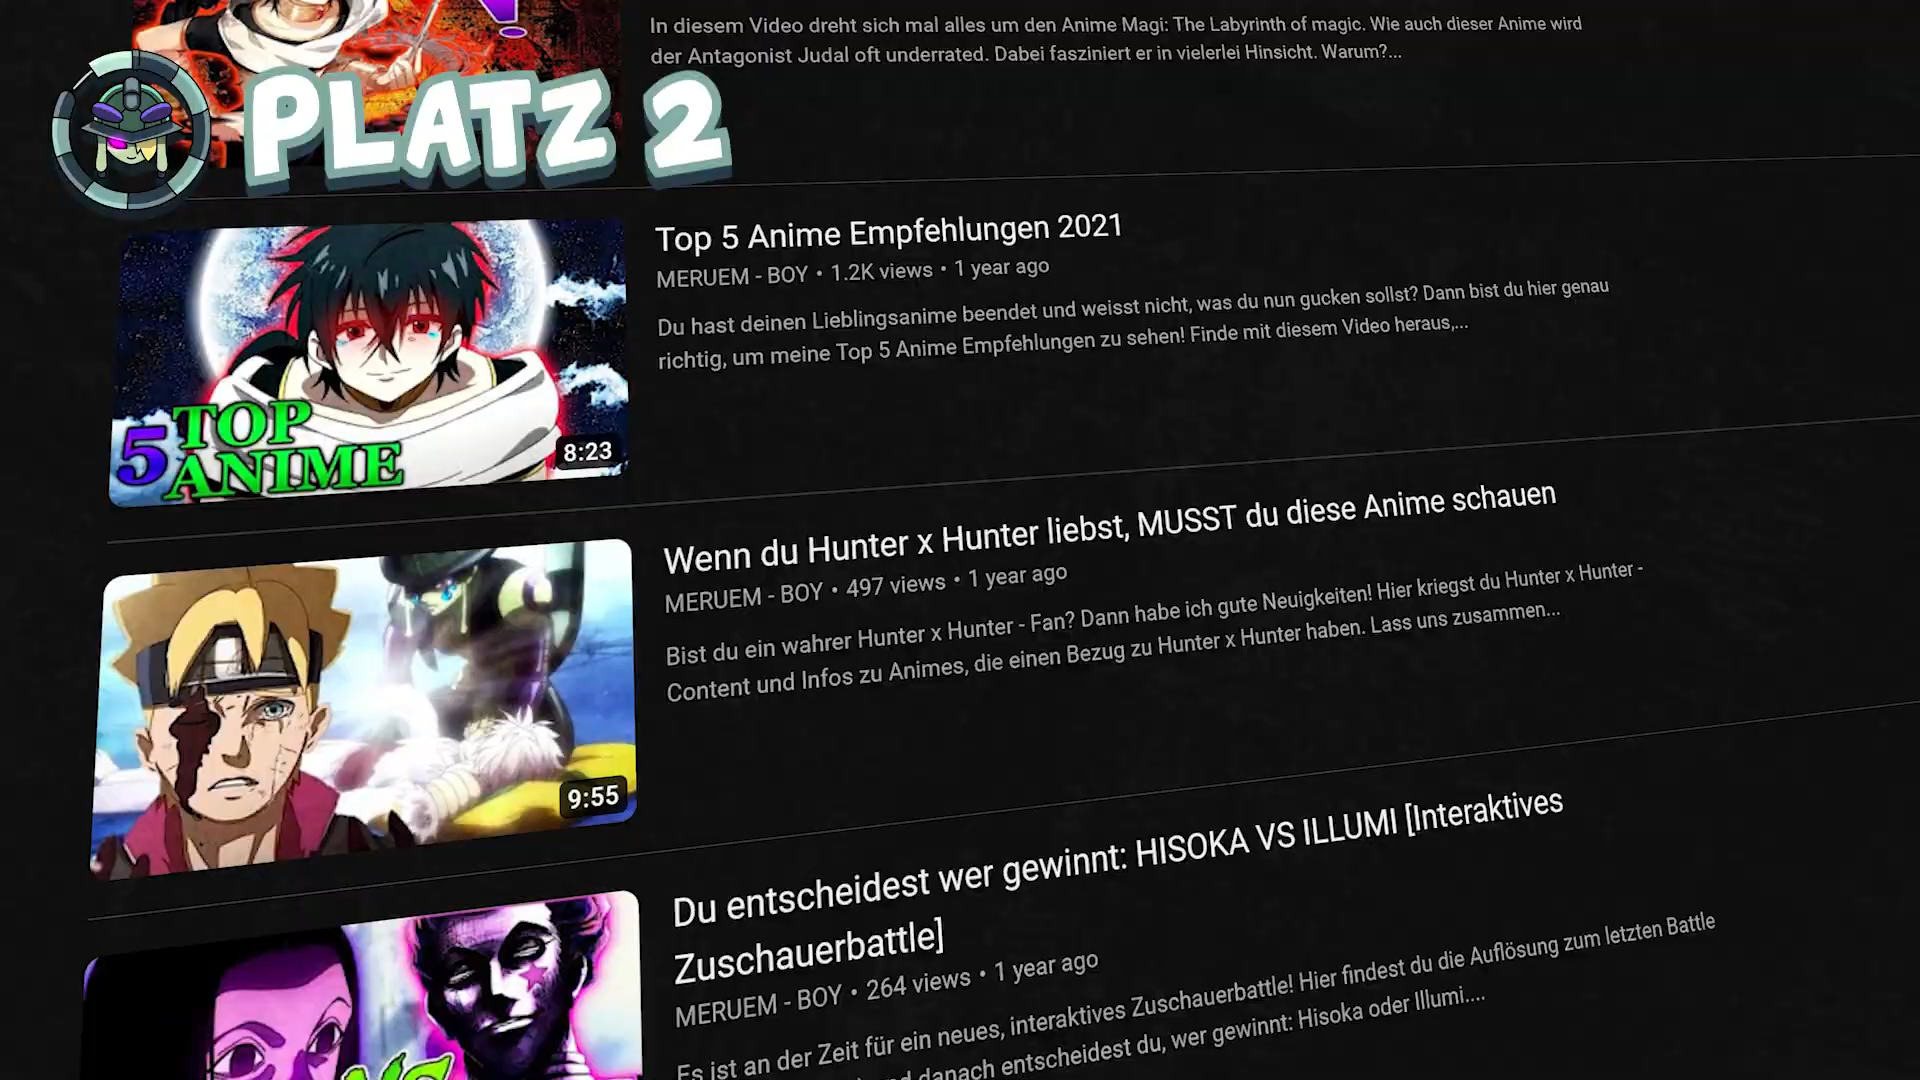 In diesem Video dreht sich mal alles um den Anime Magi: The Labyrinth of magic. Wie auch dieser Anime wird
der Antagonist Judal oft underrated. Dabei fasziniert er in vielerlei Hinsicht. Warum?...
PLATZ 2
Top 5 Anime Empfehlungen 2021
MERUEM - BOY • 1.2K views • 1 year ago
Du hast deinen Lieblingsanime beendet und weisst nicht, was du nun gucken sollst? Dann bist du hier genau
richtig, um meine Top 5 Anime Empfehlungen zu sehen! Finde mit diesem Video heraus,...
5 TOP
ANIME
8:23
Wenn du Hunter x Hunter liebst, MUSST du diese Anime schauen
MERUEM - BOY • 497 views • 1 year ago
Bist du ein wahrer Hunter x Hunter - Fan? Dann habe ich gute Neuigkeiten! Hier kriegst du Hunter x Hunter -
Content und Infos zu Animes, die einen Bezug zu Hunter x Hunter haben. Lass uns zusammen...
9:55
Du entscheidest wer gewinnt: HISOKA VS ILLUMI [Interaktives
Zuschauerbattle]
MERUEM - BOY • 264 views • 1 year ago
Es ist an der Zeit für ein neues, interaktives Zuschauerbattle! Hier findest du die Auflösung zum letzten Battle
danach entscheidest du, wer gewinnt: Hisoka oder Illumi....